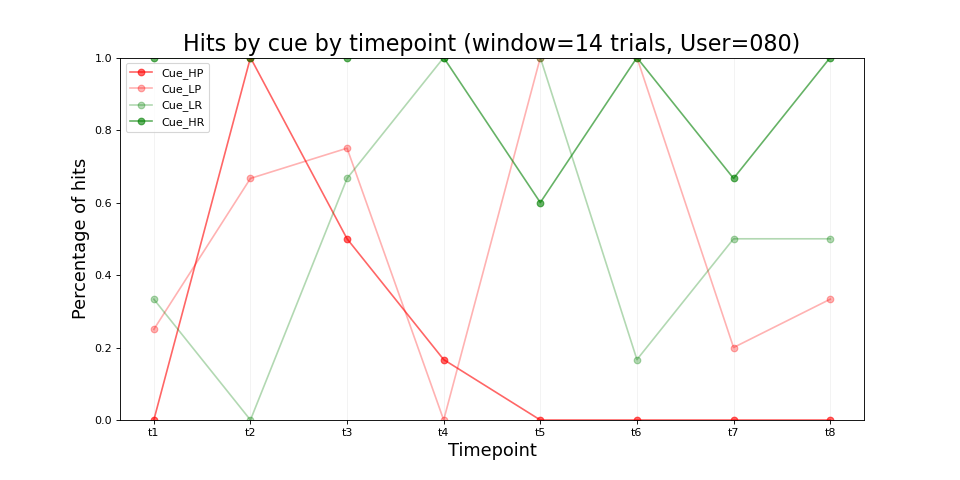 Hits by cue by timepoint (window=14 trials, User=080)
Percentage of hits
1.0
0.8
0.6
0.4
0.2
0.0
Cue_HP
Cue_LP
Cue_LR
Cue_HR
t1 t2 t3 t4 t5 t6 t7 t8
Timepoint